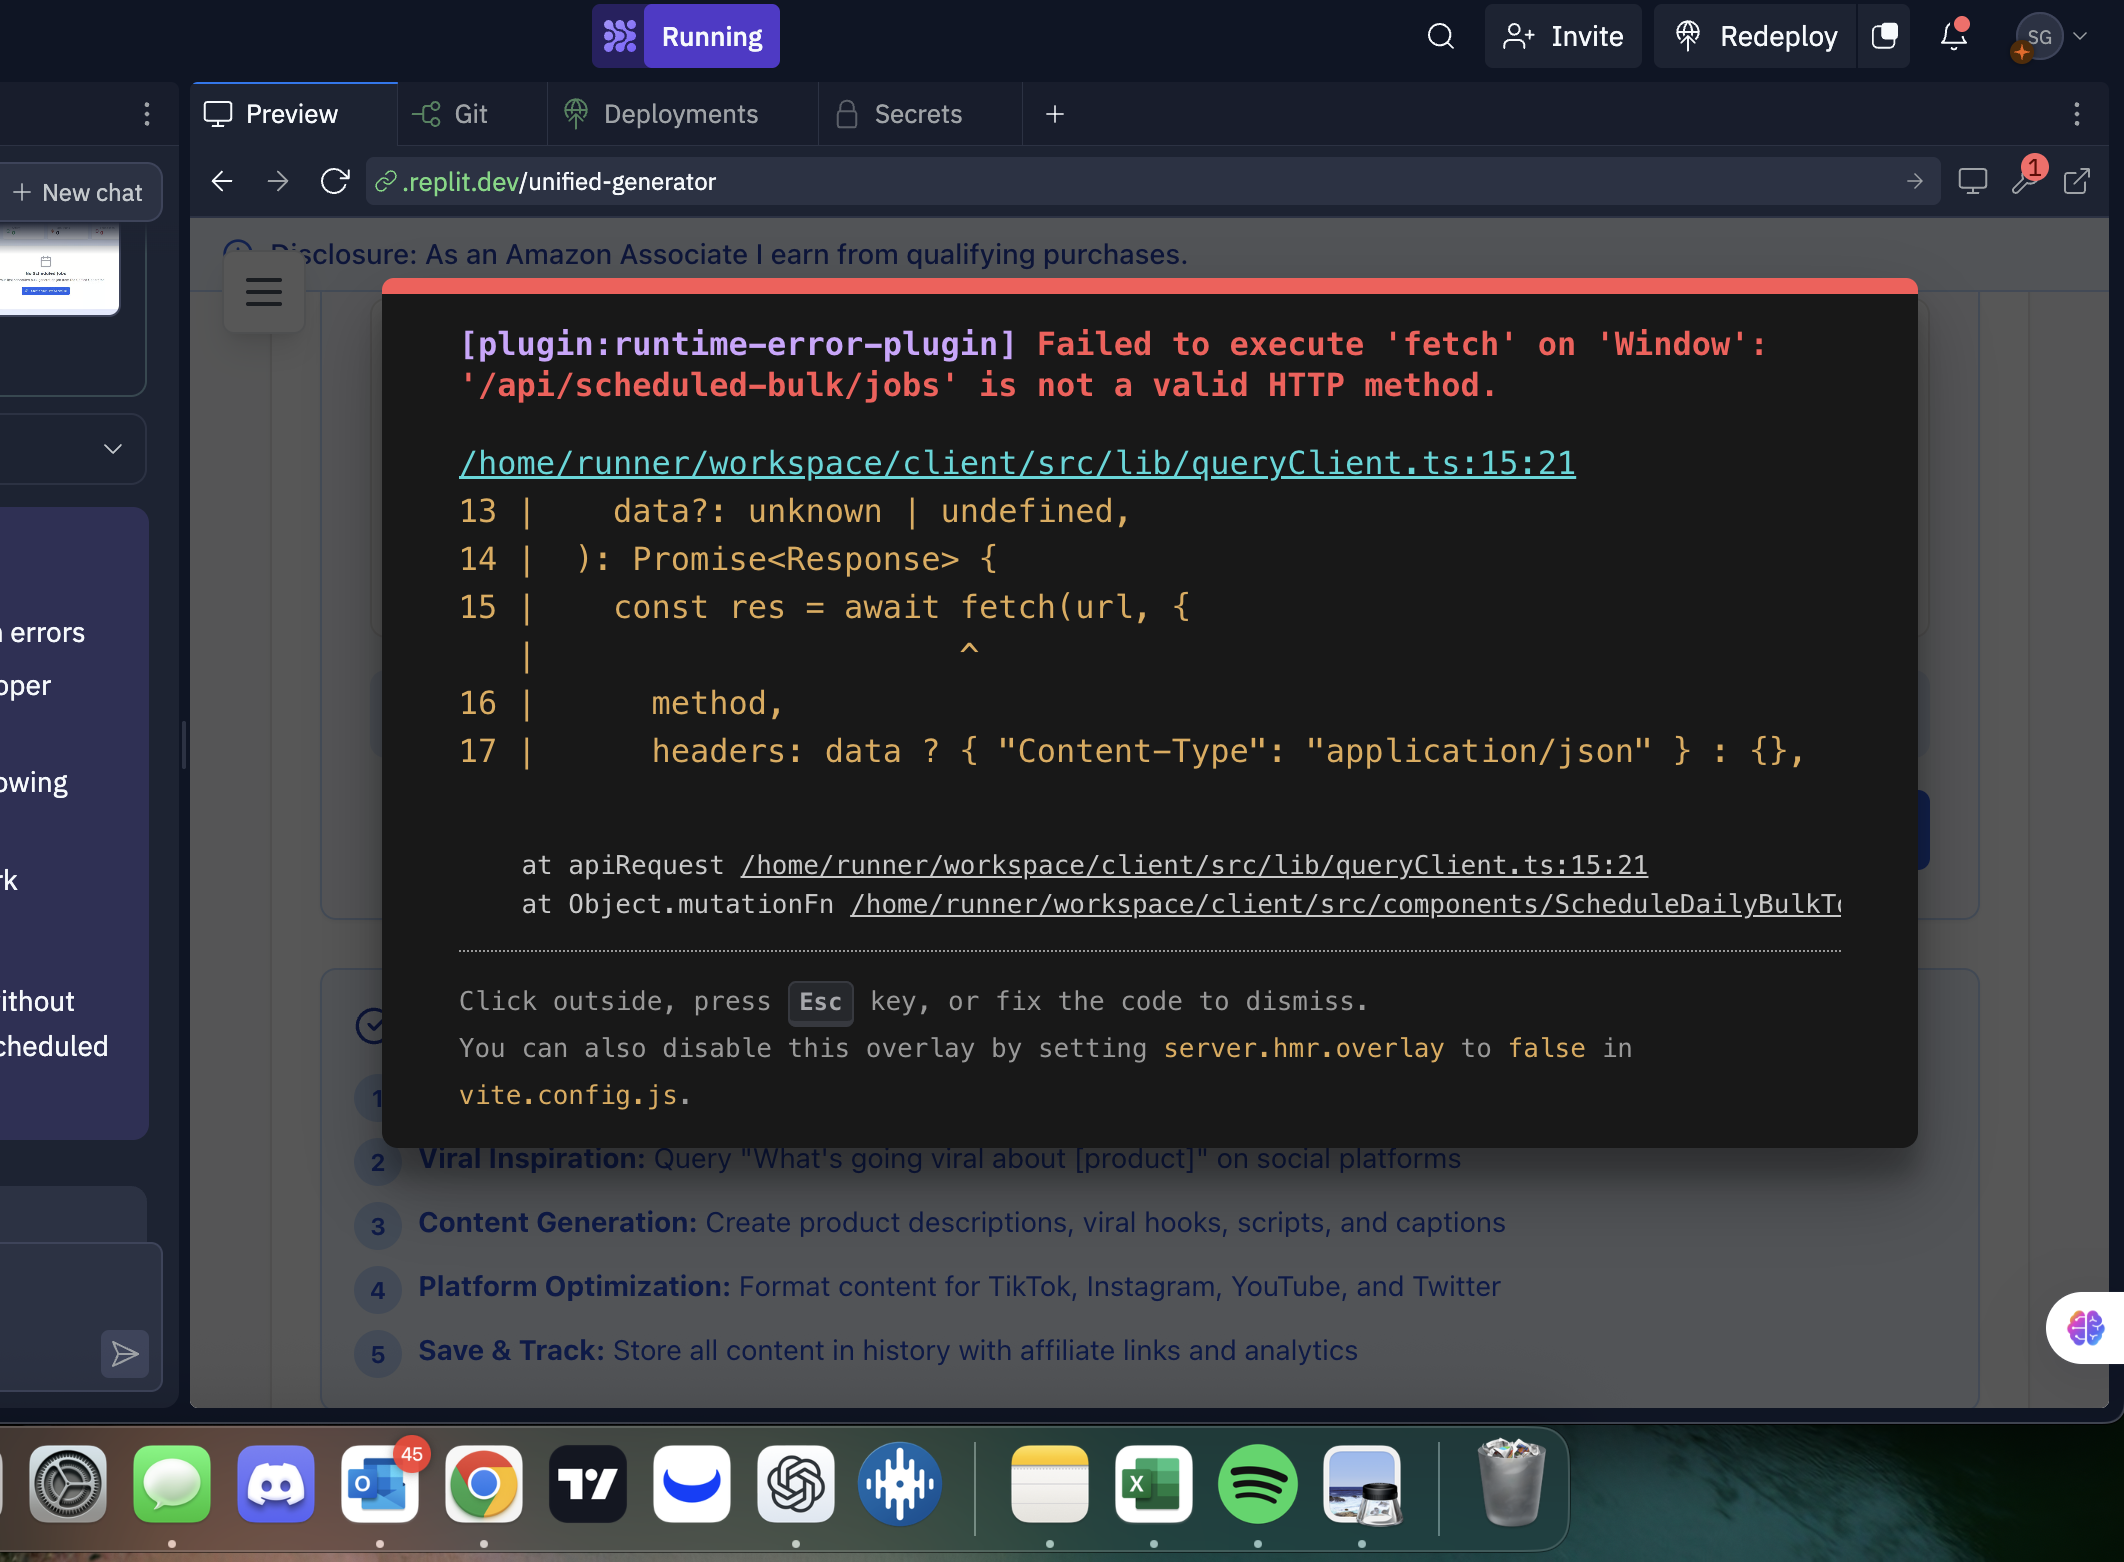 Running
Invite
Redeploy
SG
Preview
Git
Deployments
Secrets
New chat
.replit.dev/unified-generator
1
Disclosure: As an Amazon Associate I earn from qualifying purchases.
[plugin:runtime-error-plugin] Failed to execute 'fetch' on 'Window':
'/api/scheduled-bulk/jobs' is not a valid HTTP method.
/home/runner/workspace/client/src/lib/queryClient.ts:15:21
13 | data?: unknown | undefined,
14 | ): Promise<Response> {
15 | const res = await fetch(url, {
| ^
16 | method,
17 | headers: data ? { "Content-Type": "application/json" } : {},
at apiRequest /home/runner/workspace/client/src/lib/queryClient.ts:15:21
at Object.mutationFn /home/runner/workspace/client/src/components/ScheduleDailyBulkTo
Click outside, press Esc key, or fix the code to dismiss.
You can also disable this overlay by setting server.hmr.overlay to false in
vite.config.js.
errors
oper
owing
rk
ithout
cheduled
1
2 Viral Inspiration: Query "What's going viral about [product]" on social platforms
3 Content Generation: Create product descriptions, viral hooks, scripts, and captions
4 Platform Optimization: Format content for TikTok, Instagram, YouTube, and Twitter
5 Save & Track: Store all content in history with affiliate links and analytics
45